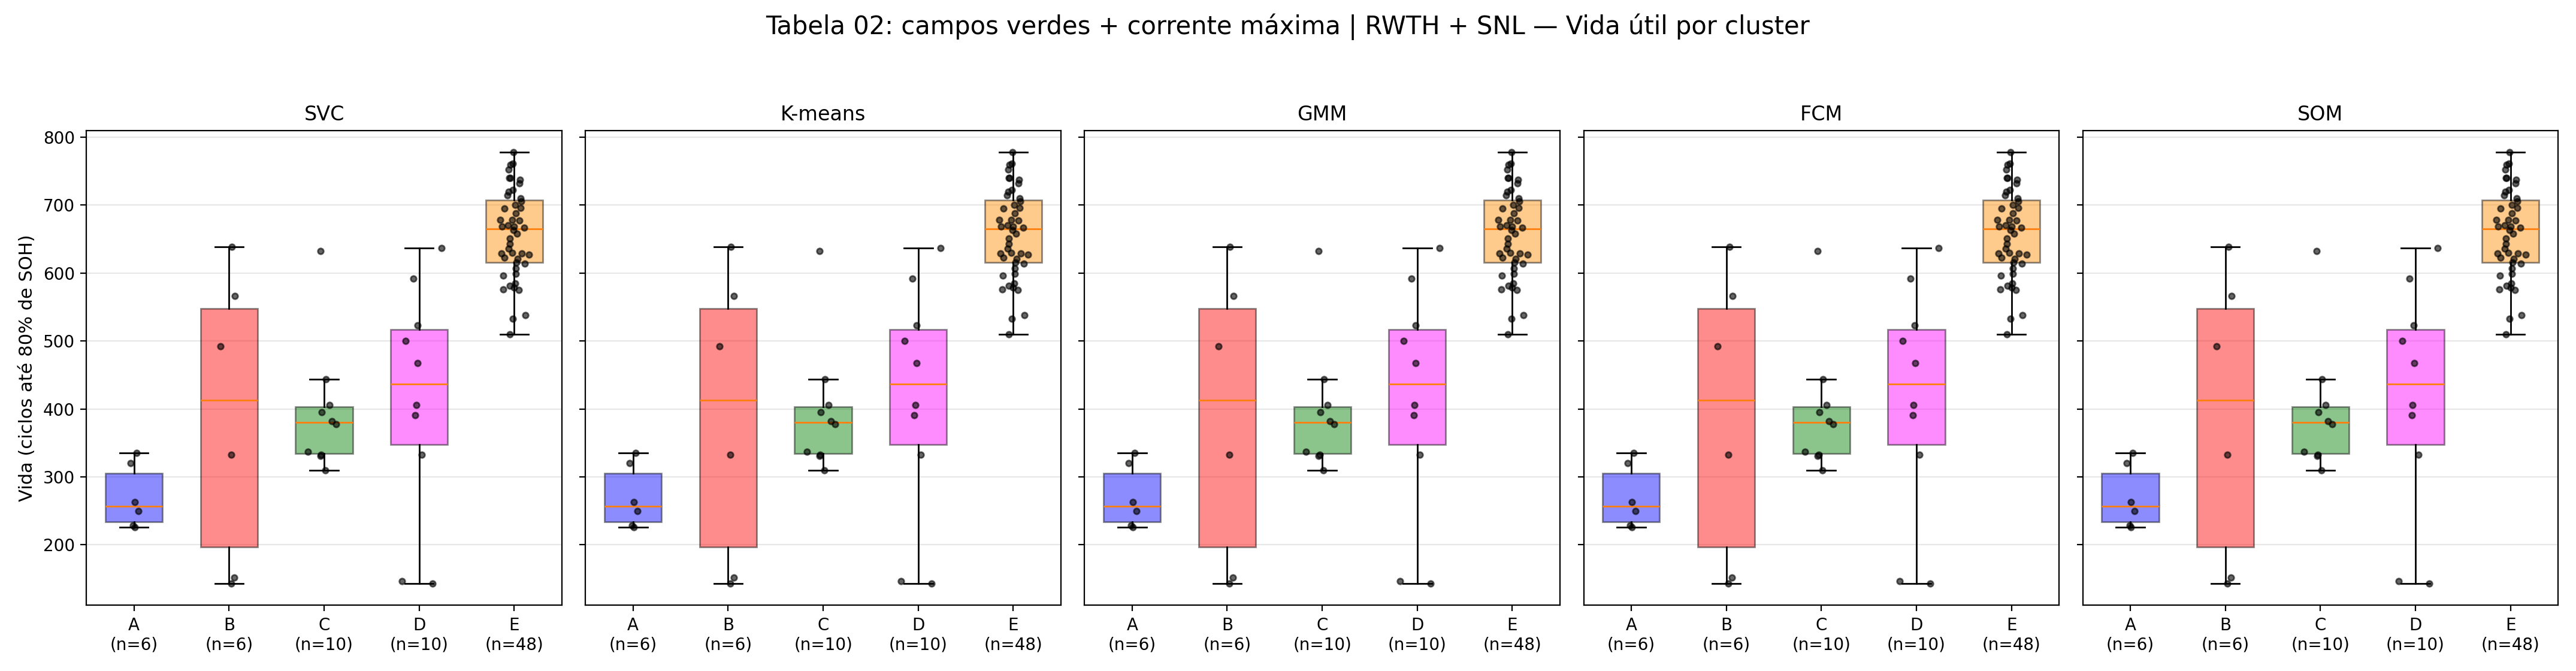 Tabela 02: campos verdes + corrente máxima | RWTH + SNL — Vida útil por cluster
SVC
K-means
GMM
FCM
SOM
Vida (ciclos até 80% de SOH)
800
700
600
500
400
300
200
A B C D E A B C D E A B C D E A B C D E A B C D E
(n=6) (n=6) (n=10) (n=10) (n=48) (n=6) (n=6) (n=10) (n=10) (n=48) (n=6) (n=6) (n=10) (n=10) (n=48) (n=6) (n=6) (n=10) (n=10) (n=48) (n=6) (n=6) (n=10) (n=10) (n=48)